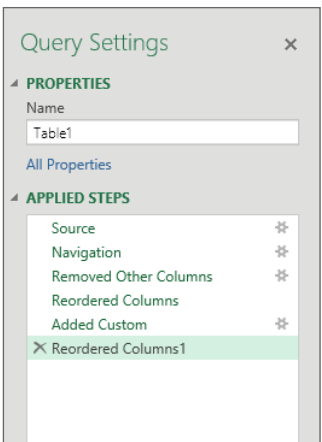 Query Settings
PROPERTIES
Name
Table1
All Properties
APPLIED STEPS
Source
Navigation
Removed Other Columns
Reordered Columns
Added Custom
Reordered Columns1